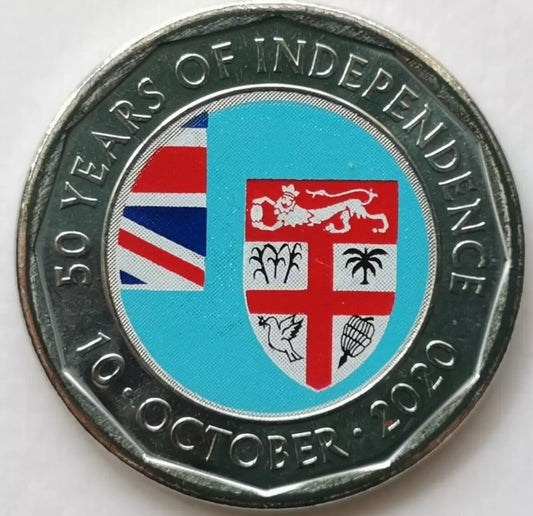 50 YEARS OF INDEPENDENCE
10 · OCTOBER · 2020